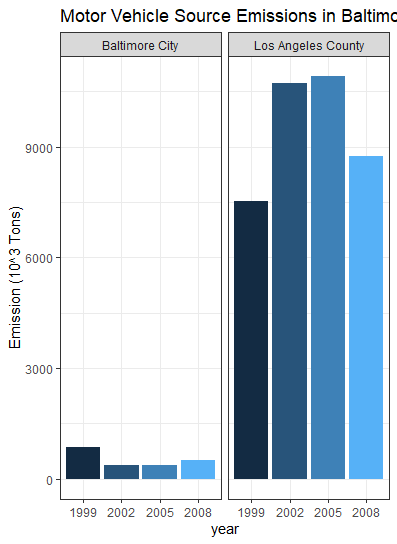 Motor Vehicle Source Emissions in Baltimo
Baltimore City
Los Angeles County
Emission (10^3 Tons)
9000
6000
3000
0
1999 2002 2005 2008
1999 2002 2005 2008
year